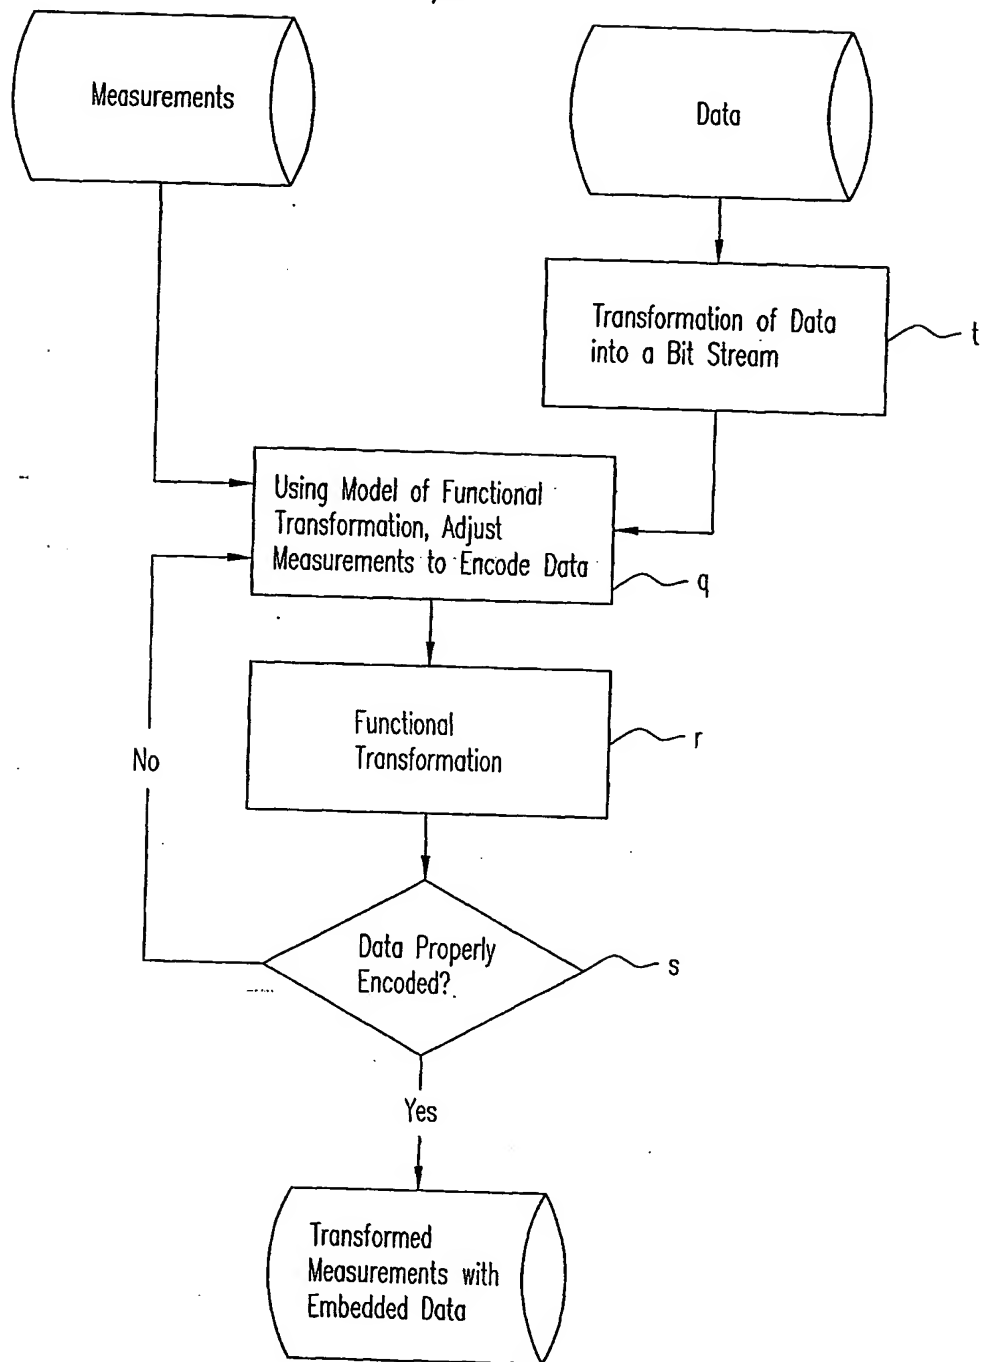 Measurements
Data
Transformation of Data
into a Bit Stream
t
Using Model of Functional
Transformation, Adjust
Measurements to Encode Data
q
Functional
Transformation
r
No
Data Properly
Encoded?
s
Yes
Transformed
Measurements with
Embedded Data